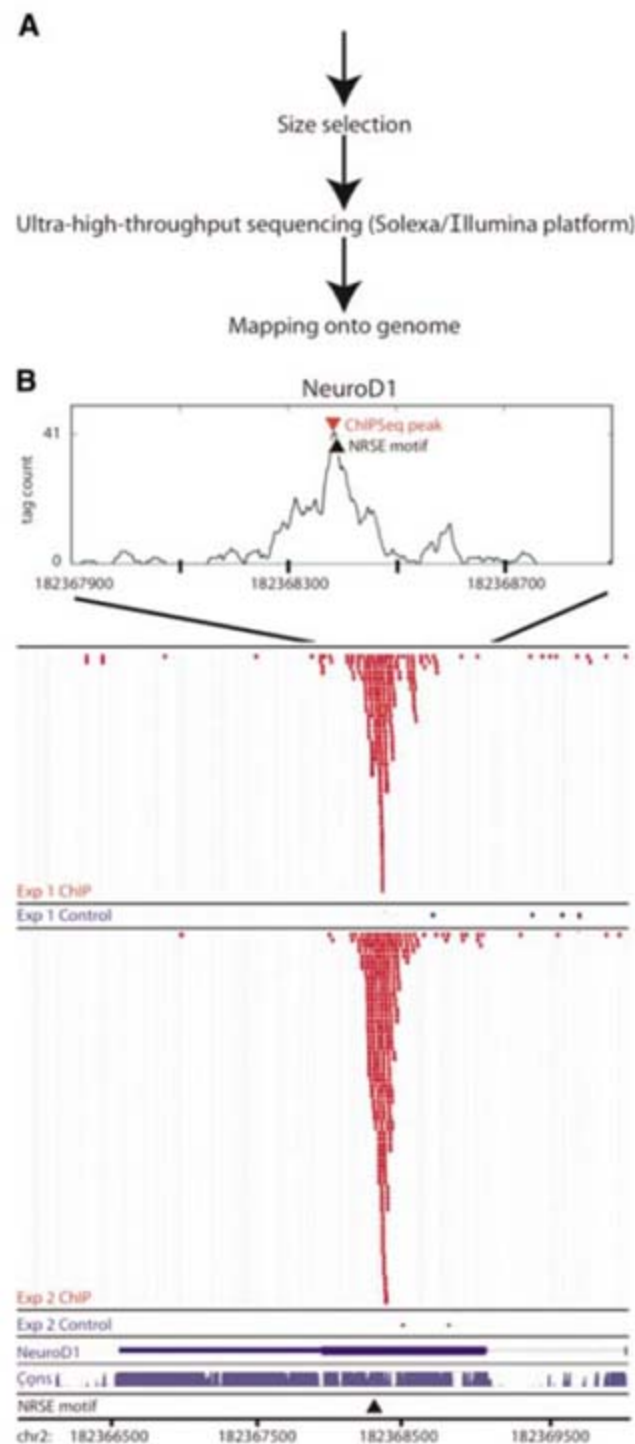 A
Size selection
Ultra-high-throughput sequencing (Solexa/Illumina platform)
Mapping onto genome
B
NeuroD1
41
ChIPSeq peak
NRSE motif
tag count
0
182367900 182368300 182368700
Exp 1 ChIP
Exp 1 Control
Exp 2 ChIP
Exp 2 Control
NeuroD1
Cons
NRSE motif
chr2: 182366500 182367500 182368500 182369500